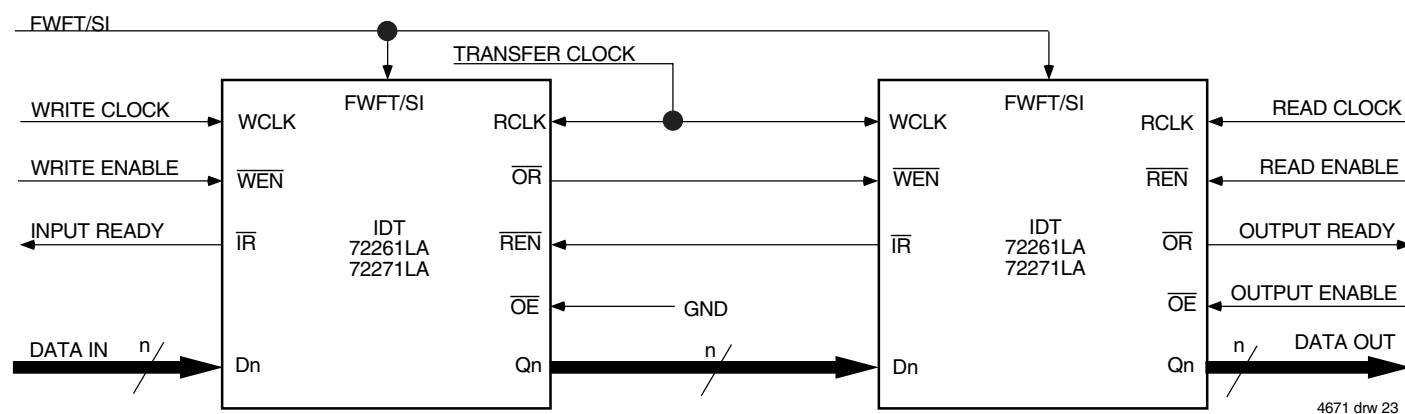 FWFT/SI
TRANSFER CLOCK
WRITE CLOCK
WRITE ENABLE
INPUT READY
DATA IN
n
FWFT/SI
WCLK
WEN
IR
Dn
IDT
72261LA
72271LA
RCLK
OR
REN
OE
Qn
GND
n
FWFT/SI
WCLK
WEN
IR
Dn
IDT
72261LA
72271LA
RCLK
REN
OR
OE
Qn
READ CLOCK
READ ENABLE
OUTPUT READY
OUTPUT ENABLE
n
DATA OUT
4671 drw 23